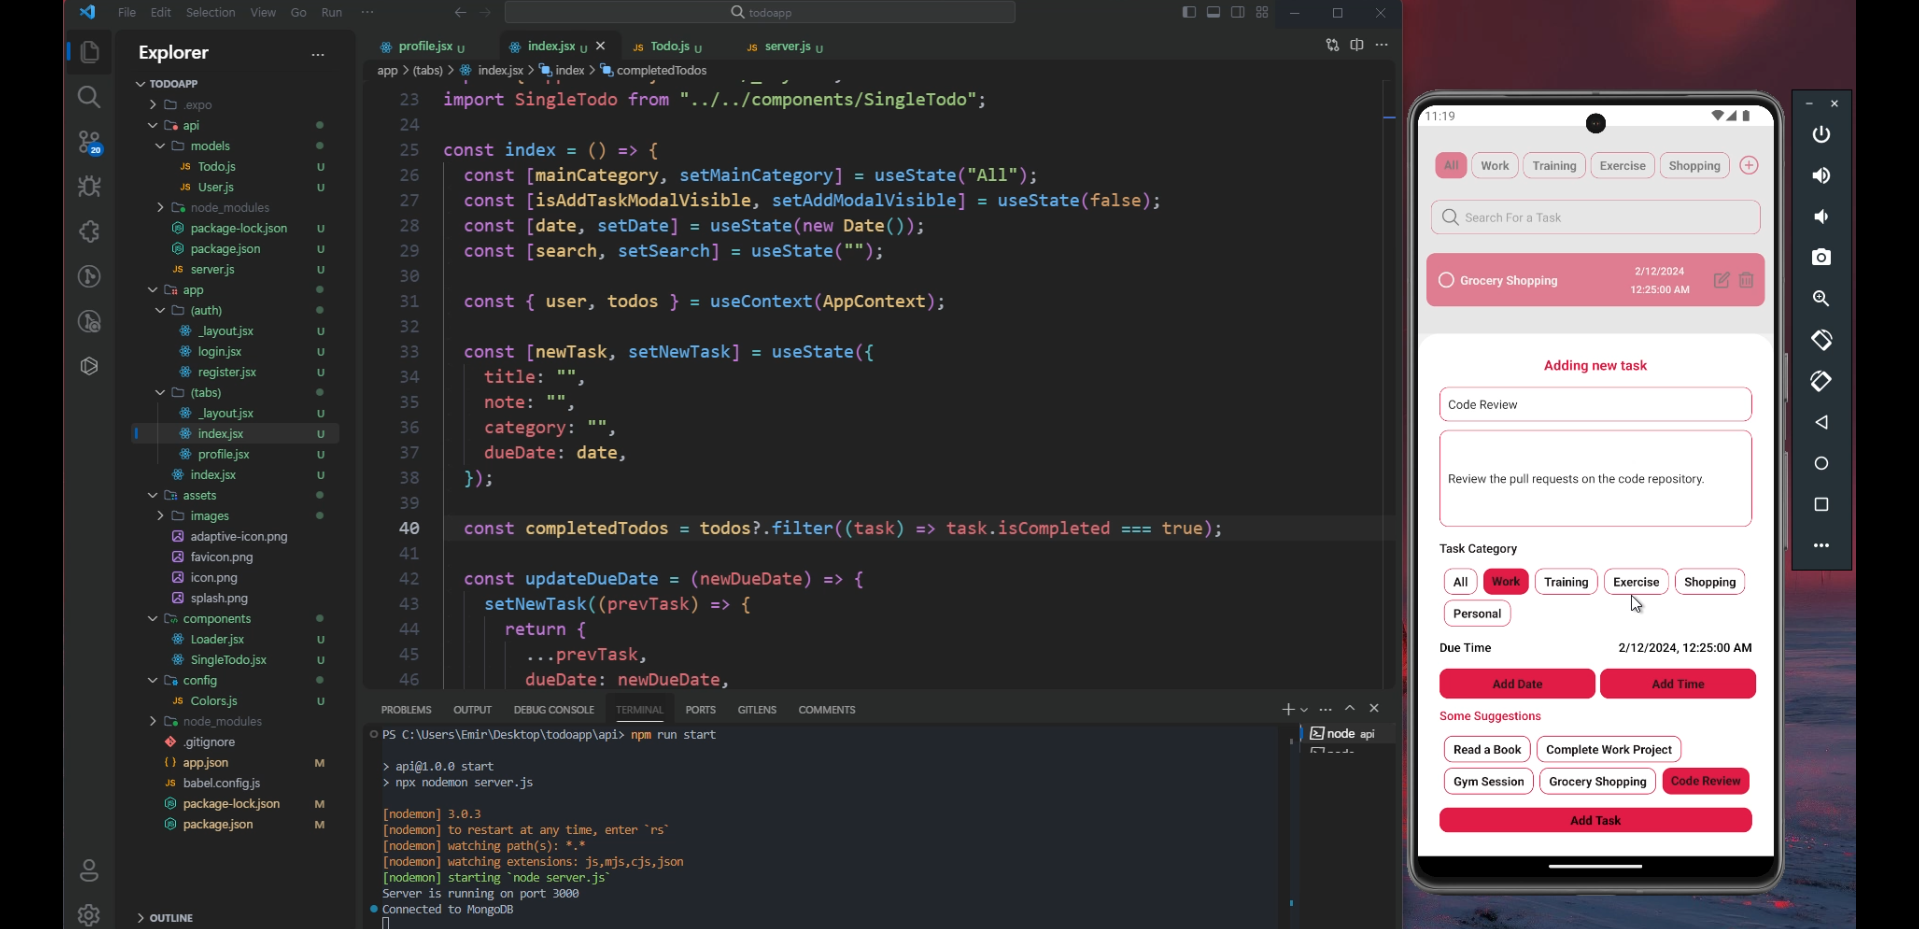 File Edit Selection View Go Run ···
todoapp
Explorer
TODOAPP
.expo
api
models
Todo.js U
User.js U
node_modules
package-lock.json U
package.json U
server.js U
app
(auth)
_layout.jsx U
login.jsx U
register.jsx U
(tabs)
_layout.jsx U
index.jsx U
profile.jsx U
index.jsx U
assets
images
adaptive-icon.png
favicon.png
icon.png
splash.png
components
Loader.jsx U
SingleTodo.jsx U
config
Colors.js U
node_modules
.gitignore
app.json M
babel.config.js
package-lock.json M
package.json M
OUTLINE
20
profile.jsx U index.jsx U Todo.js U server.js U
app > (tabs) > index.jsx > index > completedTodos
23 import SingleTodo from "../../components/SingleTodo";
24
25 const index = () => {
26 const [mainCategory, setMainCategory] = useState("All");
27 const [isAddTaskModalVisible, setAddModalVisible] = useState(false);
28 const [date, setDate] = useState(new Date());
29 const [search, setSearch] = useState("");
30
31 const { user, todos } = useContext(AppContext);
32
33 const [newTask, setNewTask] = useState({
34 title: "",
35 note: "",
36 category: "",
37 dueDate: date,
38 });
39
40 const completedTodos = todos?.filter((task) => task.isCompleted === true);
41
42 const updateDueDate = (newDueDate) => {
43 setNewTask((prevTask) => {
44 return {
45 ...prevTask,
46 dueDate: newDueDate,
PROBLEMS OUTPUT DEBUG CONSOLE TERMINAL PORTS GITLENS COMMENTS
PS C:\Users\Emir\Desktop\todoapp\api> npm run start
> api@1.0.0 start
> npx nodemon server.js
[nodemon] 3.0.3
[nodemon] to restart at any time, enter `rs`
[nodemon] watching path(s): *.*
[nodemon] watching extensions: js,mjs,cjs,json
[nodemon] starting `node server.js`
Server is running on port 3000
Connected to MongoDB
node api
11:19
All Work Training Exercise Shopping
Search For a Task
Grocery Shopping
2/12/2024
12:25:00 AM
Adding new task
Code Review
Review the pull requests on the code repository.
Task Category
All Work Training Exercise Shopping
Personal
Due Time 2/12/2024, 12:25:00 AM
Add Date Add Time
Some Suggestions
Read a Book Complete Work Project
Gym Session Grocery Shopping Code Review
Add Task